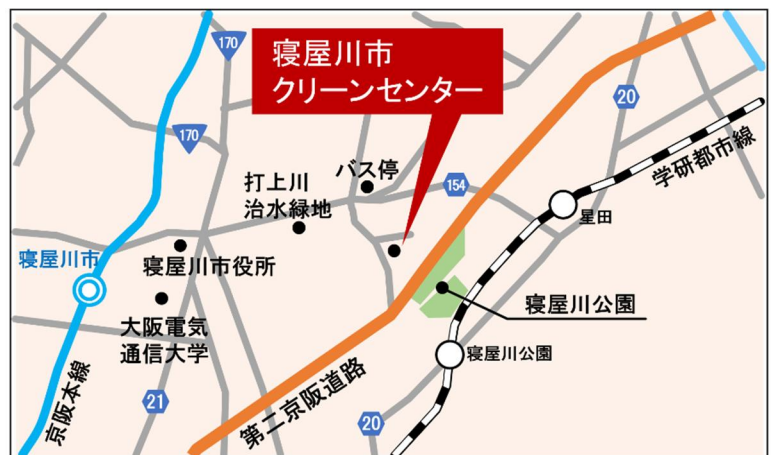 170
寝屋川市
クリーンセンター
20
170
バス停
154
学研都市線
打上川
治水緑地
星田
寝屋川市
寝屋川市役所
寝屋川公園
大阪電気
通信大学
寝屋川公園
京阪本線
21
第二京阪道路
20